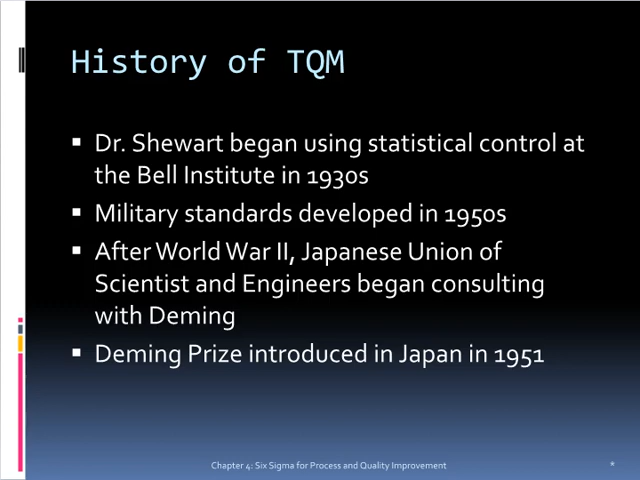 History of TQM
▪ Dr. Shewart began using statistical control at
the Bell Institute in 1930s
▪ Military standards developed in 1950s
▪ After World War II, Japanese Union of
Scientist and Engineers began consulting
with Deming
▪ Deming Prize introduced in Japan in 1951
Chapter 4: Six Sigma for Process and Quality Improvement
*